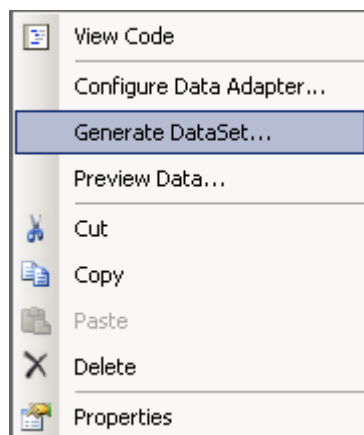 View Code
Configure Data Adapter...
Generate DataSet...
Preview Data...
Cut
Copy
Paste
Delete
Properties